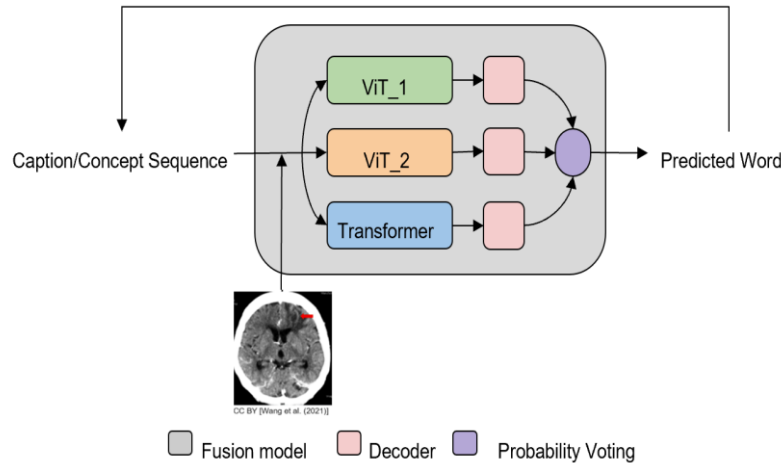 ViT_1
Caption/Concept Sequence
ViT_2
Predicted Word
Transformer
CC BY [Wang et al. (2021)]
Fusion model
Decoder
Probability Voting